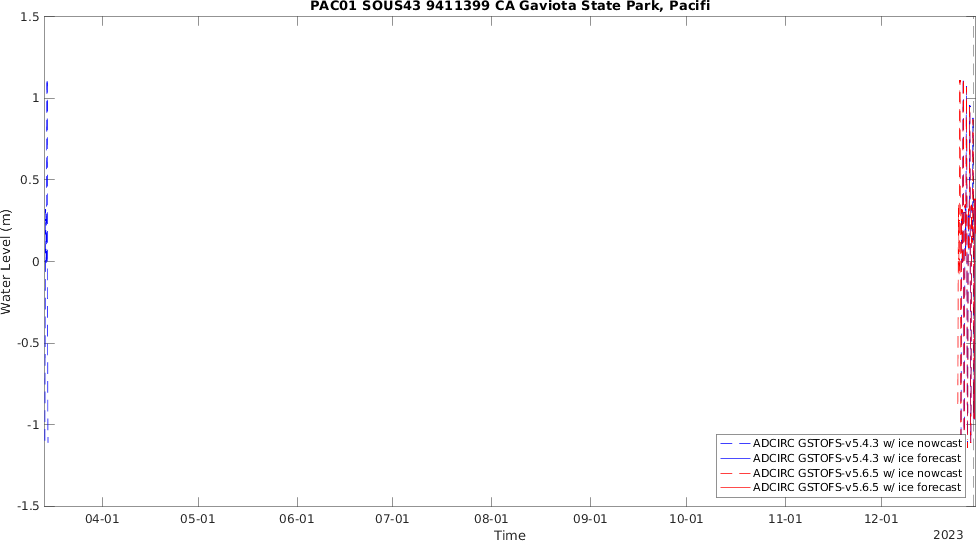 PAC01 SOUS43 9411399 CA Gaviota State Park, Pacifi
1.5
1
0.5
0
-0.5
-1
-1.5
Water Level (m)
ADCIRC GSTOFS-v5.4.3 w/ ice nowcast
ADCIRC GSTOFS-v5.4.3 w/ ice forecast
ADCIRC GSTOFS-v5.6.5 w/ ice nowcast
ADCIRC GSTOFS-v5.6.5 w/ ice forecast
04-01 05-01 06-01 07-01 08-01 09-01 10-01 11-01 12-01
Time
2023